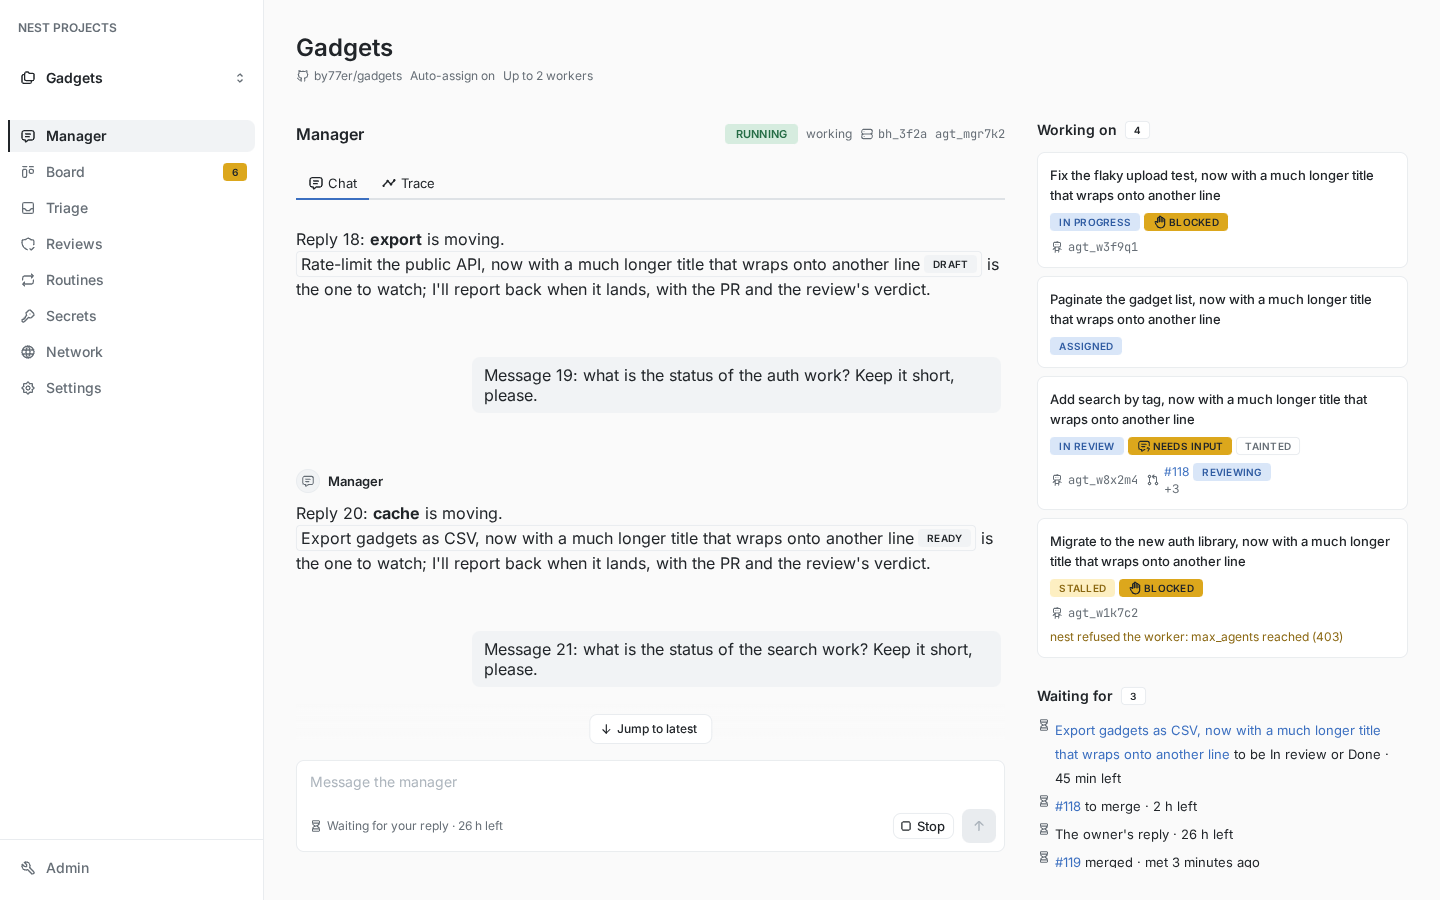 NEST PROJECTS
Gadgets
Manager
Board 6
Triage
Reviews
Routines
Secrets
Network
Settings
Admin
Gadgets
by77er/gadgets Auto-assign on Up to 2 workers
Manager RUNNING working bh_3f2a agt_mgr7k2
Chat Trace
Reply 18: export is moving.
Rate-limit the public API, now with a much longer title that wraps onto another line DRAFT is
the one to watch; I'll report back when it lands, with the PR and the review's verdict.
Message 19: what is the status of the auth work? Keep it short,
please.
Manager
Reply 20: cache is moving.
Export gadgets as CSV, now with a much longer title that wraps onto another line READY is
the one to watch; I'll report back when it lands, with the PR and the review's verdict.
Message 21: what is the status of the search work? Keep it short,
please.
Jump to latest
Message the manager
Waiting for your reply · 26 h left Stop
Working on 4
Fix the flaky upload test, now with a much longer title
that wraps onto another line
IN PROGRESS BLOCKED
agt_w3f9q1
Paginate the gadget list, now with a much longer title
that wraps onto another line
ASSIGNED
Add search by tag, now with a much longer title that
wraps onto another line
IN REVIEW NEEDS INPUT TAINTED
agt_w8x2m4 #118 REVIEWING
+3
Migrate to the new auth library, now with a much longer
title that wraps onto another line
STALLED BLOCKED
agt_w1k7c2
nest refused the worker: max_agents reached (403)
Waiting for 3
Export gadgets as CSV, now with a much longer title
that wraps onto another line to be In review or Done ·
45 min left
#118 to merge · 2 h left
The owner's reply · 26 h left
#119 merged · met 3 minutes ago